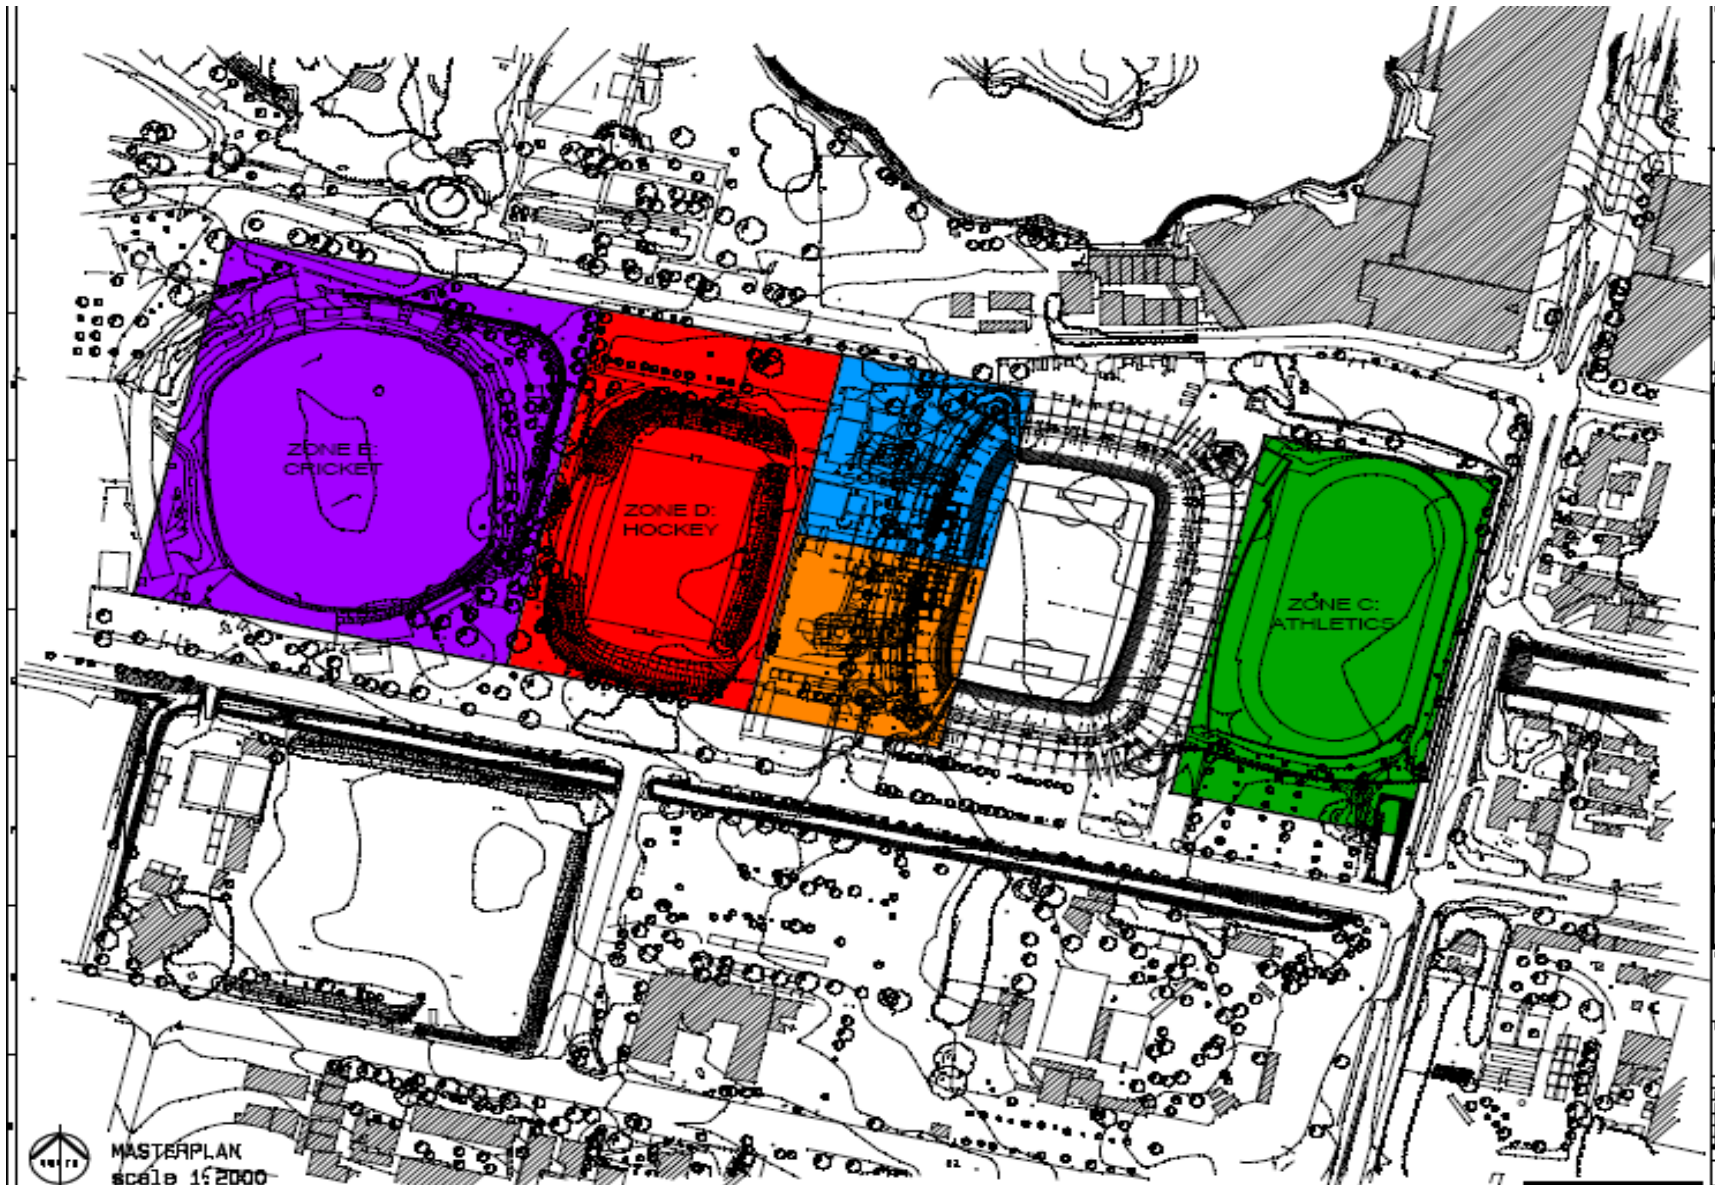 ZONE E:
CRICKET
ZONE D:
HOCKEY
ZONE C:
ATHLETICS
MASTERPLAN
scale 1:2000